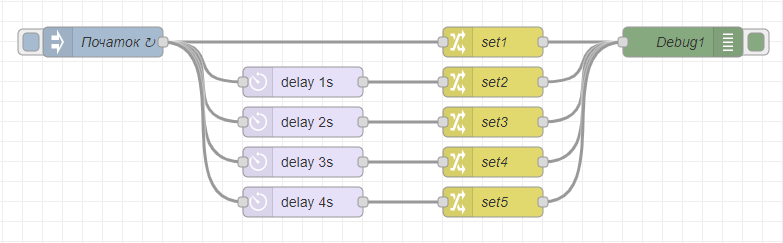 Початок ↻ set1 Debug1
delay 1s set2
delay 2s set3
delay 3s set4
delay 4s set5